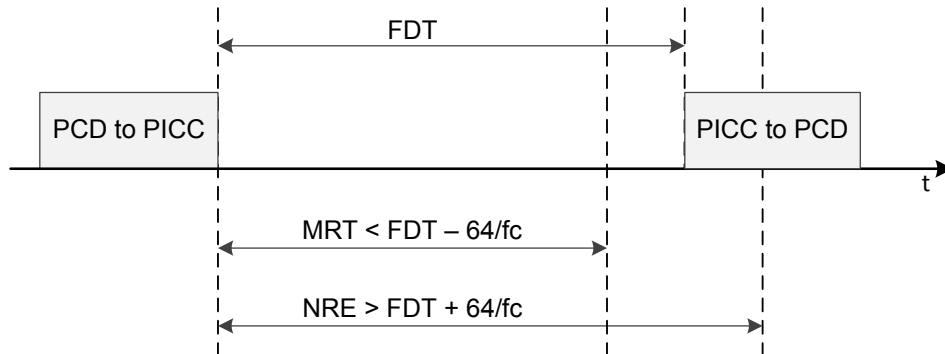 FDT
PCD to PICC
PICC to PCD
t
MRT < FDT – 64/fc
NRE > FDT + 64/fc